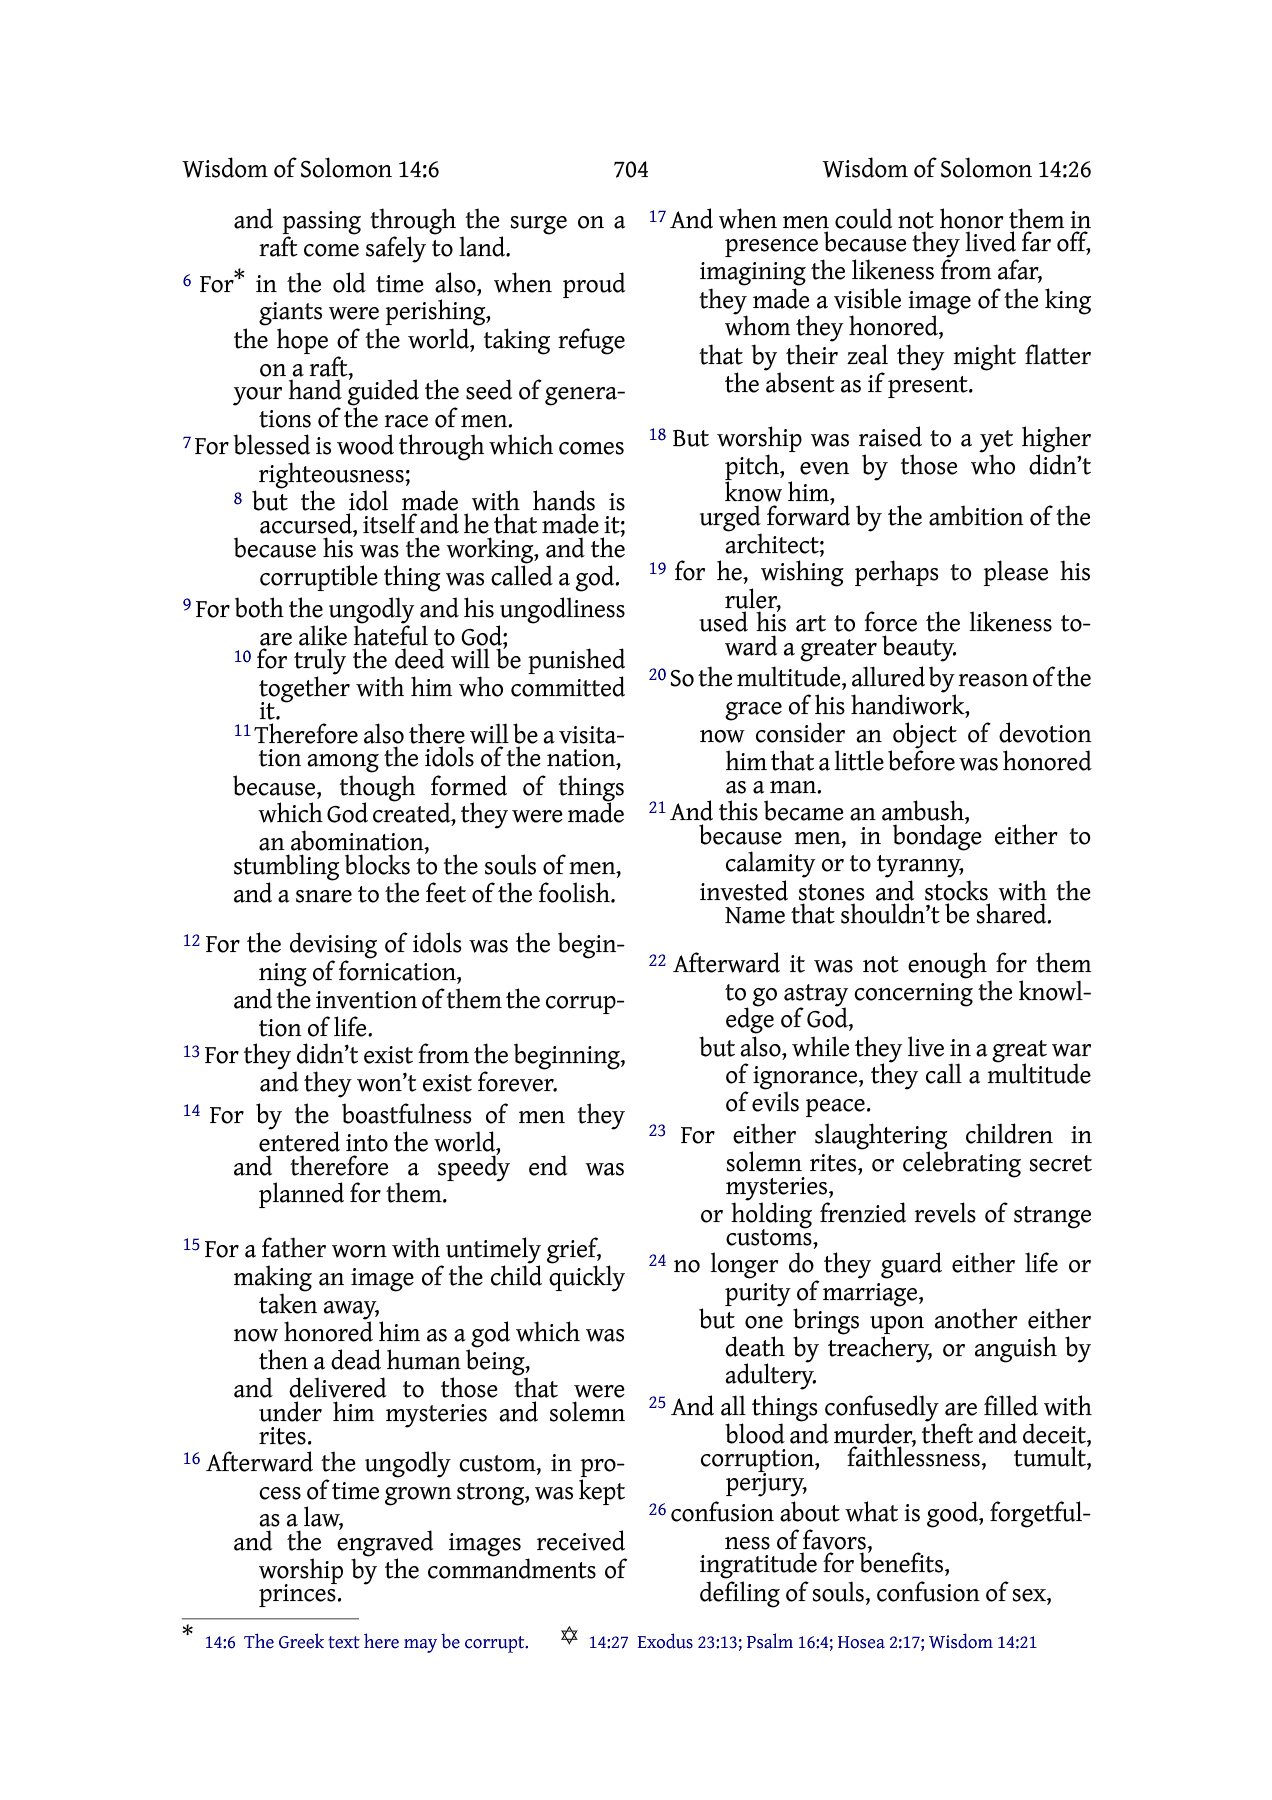 Wisdom of Solomon 14:6 704 Wisdom of Solomon 14:26
and passing through the surge on a
raft come safely to land.
6 For* in the old time also, when proud
giants were perishing,
the hope of the world, taking refuge
on a raft,
your hand guided the seed of genera-
tions of the race of men.
7 For blessed is wood through which comes
righteousness;
8 but the idol made with hands is
accursed, itself and he that made it;
because his was the working, and the
corruptible thing was called a god.
9 For both the ungodly and his ungodliness
are alike hateful to God;
10 for truly the deed will be punished
together with him who committed
it.
11 Therefore also there will be a visita-
tion among the idols of the nation,
because, though formed of things
which God created, they were made
an abomination,
stumbling blocks to the souls of men,
and a snare to the feet of the foolish.
12 For the devising of idols was the begin-
ning of fornication,
and the invention of them the corrup-
tion of life.
13 For they didn’t exist from the beginning,
and they won’t exist forever.
14 For by the boastfulness of men they
entered into the world,
and therefore a speedy end was
planned for them.
15 For a father worn with untimely grief,
making an image of the child quickly
taken away,
now honored him as a god which was
then a dead human being,
and delivered to those that were
under him mysteries and solemn
rites.
16 Afterward the ungodly custom, in pro-
cess of time grown strong, was kept
as a law,
and the engraved images received
worship by the commandments of
princes.
17 And when men could not honor them in
presence because they lived far off,
imagining the likeness from afar,
they made a visible image of the king
whom they honored,
that by their zeal they might flatter
the absent as if present.
18 But worship was raised to a yet higher
pitch, even by those who didn’t
know him,
urged forward by the ambition of the
architect;
19 for he, wishing perhaps to please his
ruler,
used his art to force the likeness to-
ward a greater beauty.
20 So the multitude, allured by reason of the
grace of his handiwork,
now consider an object of devotion
him that a little before was honored
as a man.
21 And this became an ambush,
because men, in bondage either to
calamity or to tyranny,
invested stones and stocks with the
Name that shouldn’t be shared.
22 Afterward it was not enough for them
to go astray concerning the knowl-
edge of God,
but also, while they live in a great war
of ignorance, they call a multitude
of evils peace.
23 For either slaughtering children in
solemn rites, or celebrating secret
mysteries,
or holding frenzied revels of strange
customs,
24 no longer do they guard either life or
purity of marriage,
but one brings upon another either
death by treachery, or anguish by
adultery.
25 And all things confusedly are filled with
blood and murder, theft and deceit,
corruption, faithlessness, tumult,
perjury,
26 confusion about what is good, forgetful-
ness of favors,
ingratitude for benefits,
defiling of souls, confusion of sex,
* 14:6 The Greek text here may be corrupt. ✡ 14:27 Exodus 23:13; Psalm 16:4; Hosea 2:17; Wisdom 14:21